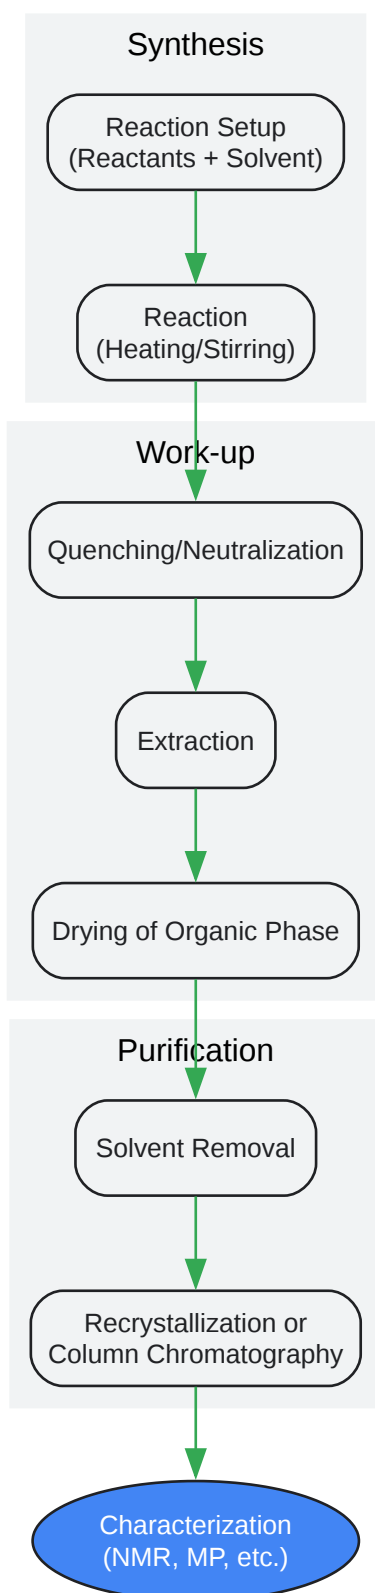 Synthesis
Reaction Setup
(Reactants + Solvent)
Reaction
(Heating/Stirring)
Work-up
Quenching/Neutralization
Extraction
Drying of Organic Phase
Purification
Solvent Removal
Recrystallization or
Column Chromatography
Characterization
(NMR, MP, etc.)